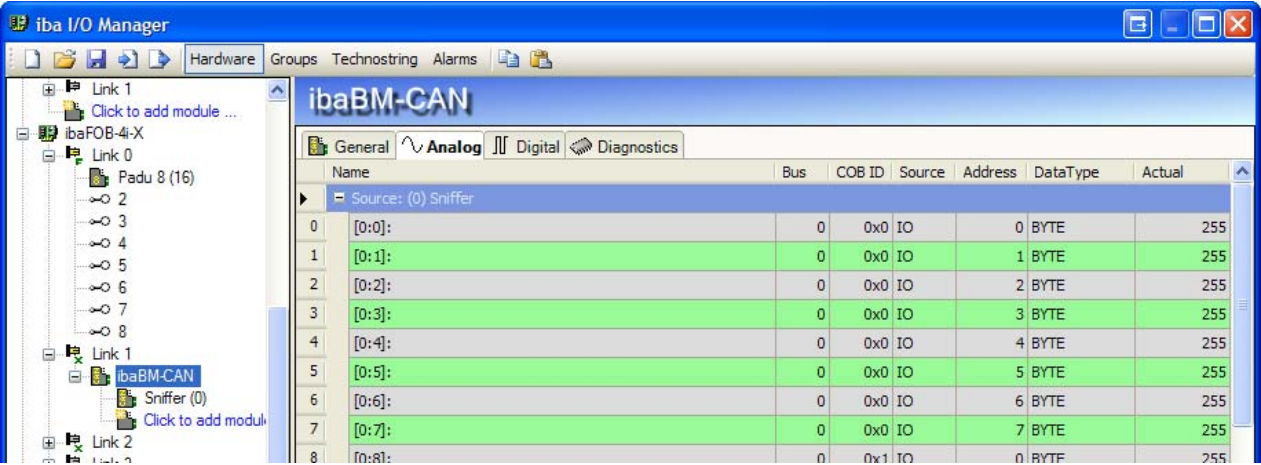 iba I/O Manager
Hardware Groups Technostring Alarms
Link 1
Click to add module ...
ibaFOB-4i-X
Link 0
Padu 8 (16)
2
3
4
5
6
7
8
Link 1
ibaBM-CAN
Sniffer (0)
Click to add modul
Link 2
ibaBM-CAN
General Analog Digital Diagnostics
Name Bus COB ID Source Address DataType Actual
Source: (0) Sniffer
0 [0:0]: 0 0x0 IO 0 BYTE 255
1 [0:1]: 0 0x0 IO 1 BYTE 255
2 [0:2]: 0 0x0 IO 2 BYTE 255
3 [0:3]: 0 0x0 IO 3 BYTE 255
4 [0:4]: 0 0x0 IO 4 BYTE 255
5 [0:5]: 0 0x0 IO 5 BYTE 255
6 [0:6]: 0 0x0 IO 6 BYTE 255
7 [0:7]: 0 0x0 IO 7 BYTE 255
8 [0:8]: 0 0x1 IO 0 BYTE 255